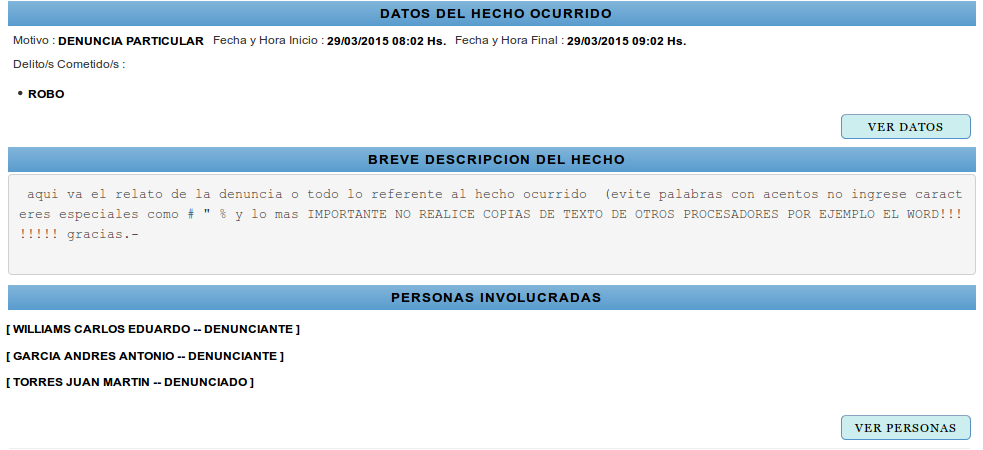 DATOS DEL HECHO OCURRIDO
Motivo : DENUNCIA PARTICULAR Fecha y Hora Inicio : 29/03/2015 08:02 Hs. Fecha y Hora Final : 29/03/2015 09:02 Hs.
Delito/s Cometido/s :
• ROBO
VER DATOS
BREVE DESCRIPCION DEL HECHO
aqui va el relato de la denuncia o todo lo referente al hecho ocurrido (evite palabras con acentos no ingrese caract
eres especiales como # " % y lo mas IMPORTANTE NO REALICE COPIAS DE TEXTO DE OTROS PROCESADORES POR EJEMPLO EL WORD!!!
!!!!! gracias.-
PERSONAS INVOLUCRADAS
[ WILLIAMS CARLOS EDUARDO -- DENUNCIANTE ]
[ GARCIA ANDRES ANTONIO -- DENUNCIANTE ]
[ TORRES JUAN MARTIN -- DENUNCIADO ]
VER PERSONAS